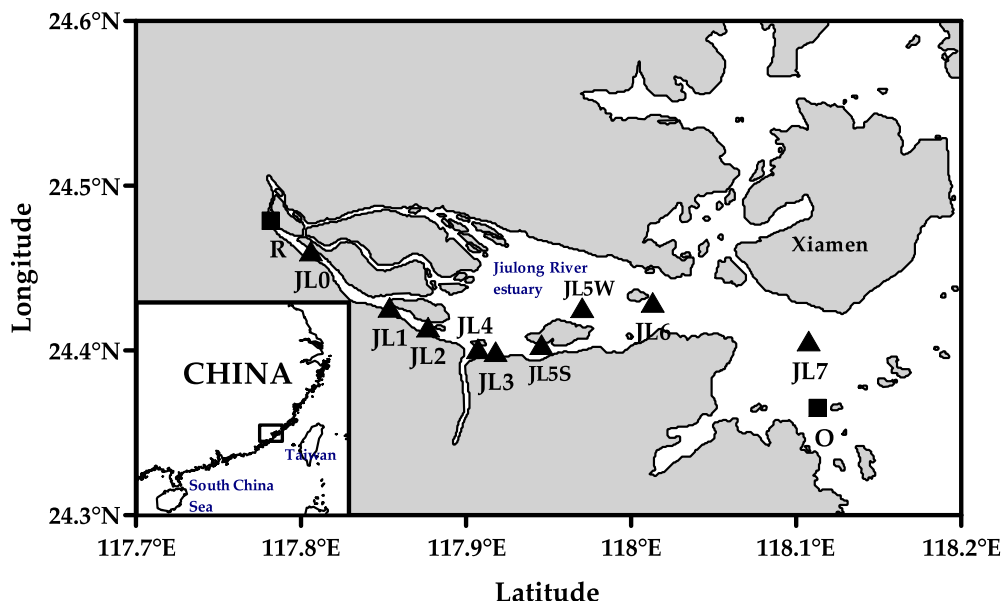 24.6°N
24.5°N
24.4°N
24.3°N
Longitude
Xiamen
R
JL0
Jiulong River
estuary
JL5W
JL1
JL2
JL4
JL3
JL5S
JL6
JL7
O
CHINA
Taiwan
South China
Sea
117.7°E
117.8°E
117.9°E
118°E
118.1°E
118.2°E
Latitude